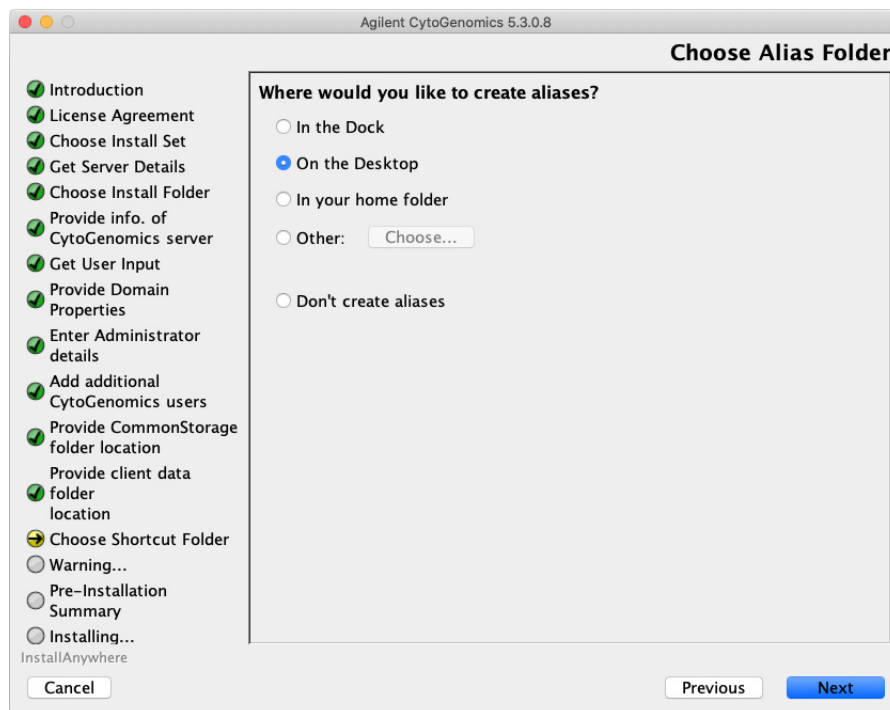 Agilent CytoGenomics 5.3.0.8
Choose Alias Folder
Introduction
License Agreement
Choose Install Set
Get Server Details
Choose Install Folder
Provide info. of
CytoGenomics server
Get User Input
Provide Domain
Properties
Enter Administrator
details
Add additional
CytoGenomics users
Provide CommonStorage
folder location
Provide client data
folder
location
Choose Shortcut Folder
Warning...
Pre-Installation
Summary
Installing...
Where would you like to create aliases?
In the Dock
On the Desktop
In your home folder
Other: Choose...
Don't create aliases
InstallAnywhere
Cancel Previous Next